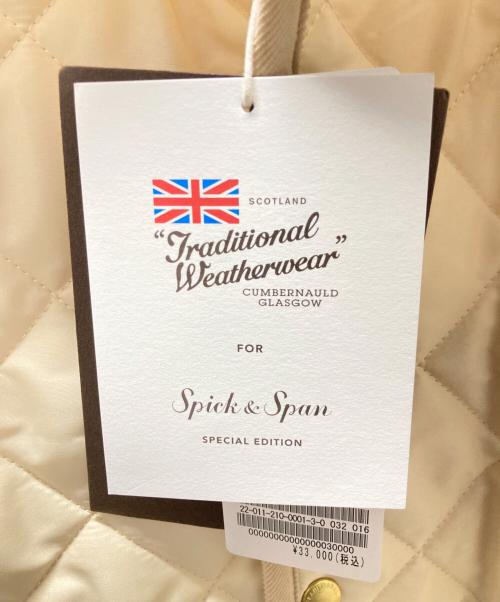 SCOTLAND
"Traditional
Weatherwear"
CUMBERNAULD
GLASGOW
FOR
Spick & Span
SPECIAL EDITION
22-011-210-0001-3-0 032 016
0000000000000000030000
¥33,000(税込)